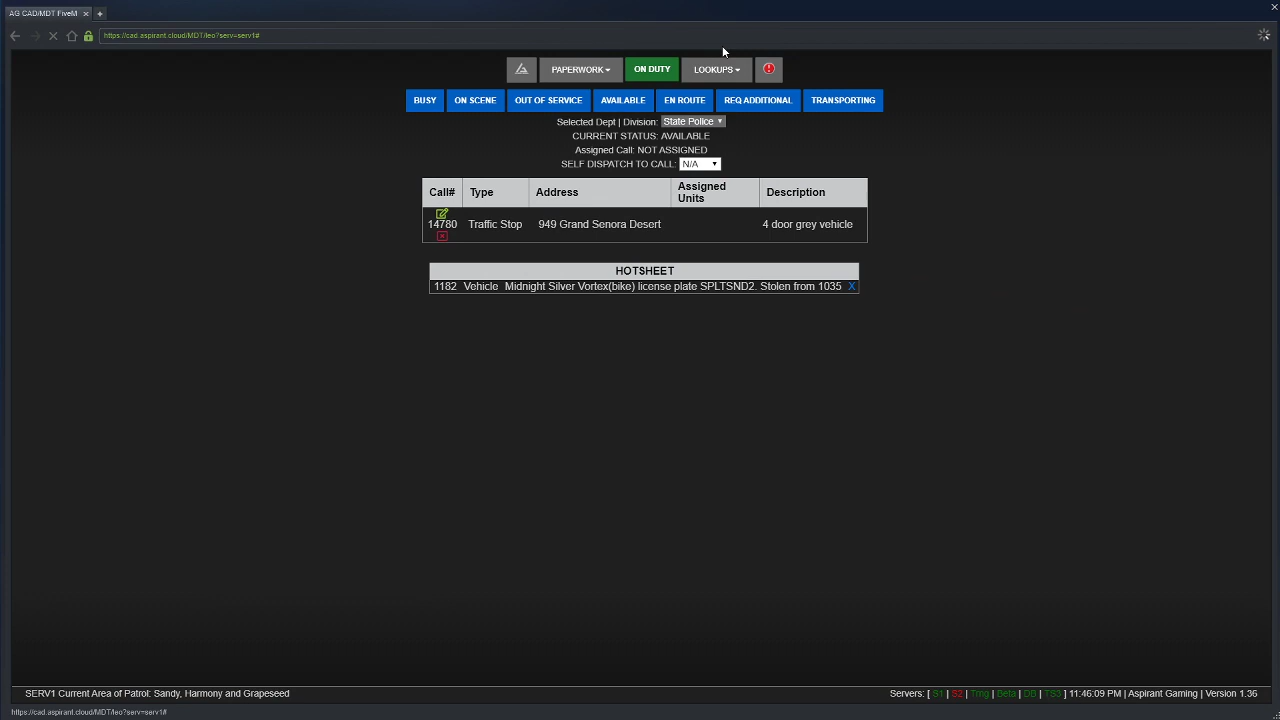 AG CAD/MDT FiveM
https://cad.aspirant.cloud/MDT/leo?serv=serv1#
PAPERWORK ON DUTY LOOKUPS
BUSY ON SCENE OUT OF SERVICE AVAILABLE EN ROUTE REQ ADDITIONAL TRANSPORTING
Selected Dept | Division: State Police
CURRENT STATUS: AVAILABLE
Assigned Call: NOT ASSIGNED
SELF DISPATCH TO CALL: N/A
Call# Type Address Assigned Units Description
14780 Traffic Stop 949 Grand Senora Desert 4 door grey vehicle
HOTSHEET
1182 Vehicle Midnight Silver Vortex(bike) license plate SPLTSND2. Stolen from 1035 X
SERV1 Current Area of Patrol: Sandy, Harmony and Grapeseed
Servers: [ S1 | S2 | Trng | Beta | DB | TS3 ] 11:46:09 PM | Aspirant Gaming | Version 1.36
https://cad.aspirant.cloud/MDT/leo?serv=serv1#